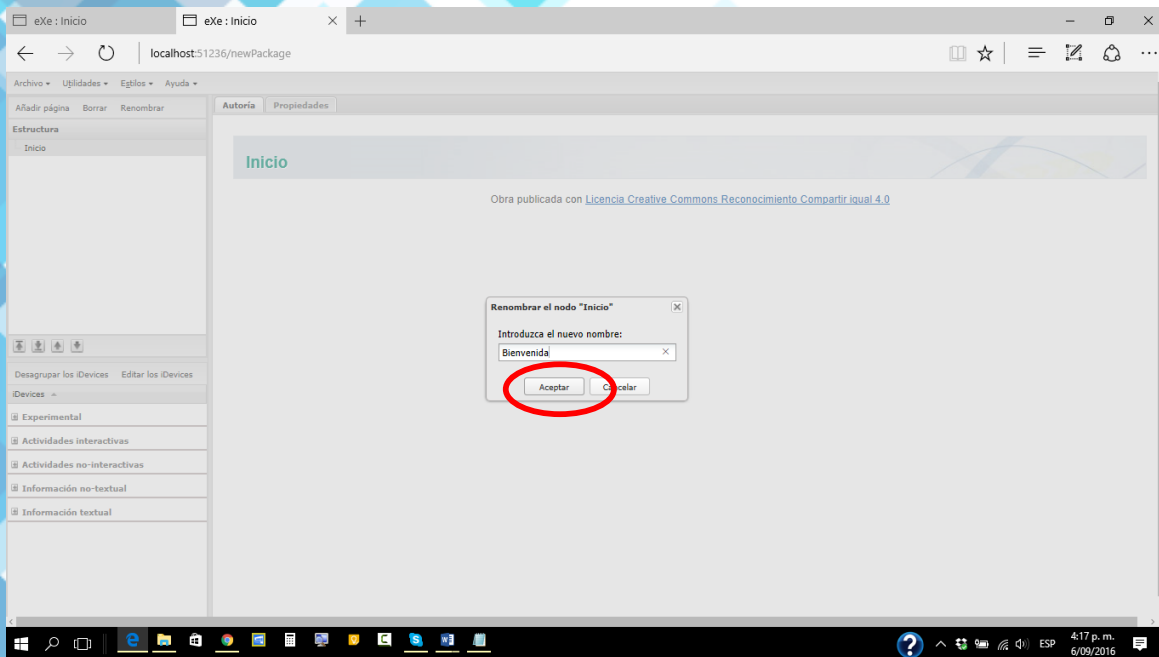 eXe : Inicio
eXe : Inicio
localhost:51236/newPackage
Archivo Utilidades Estilos Ayuda
Añadir página Borrar Renombrar
Autoría Propiedades
Estructura
Inicio
Inicio
Obra publicada con Licencia Creative Commons Reconocimiento Compartir igual 4.0
Renombrar el nodo "Inicio"
Introduzca el nuevo nombre:
Bienvenida
Aceptar Cancelar
Desagrupar los iDevices Editar los iDevices
iDevices
Experimental
Actividades interactivas
Actividades no-interactivas
Información no-textual
Información textual
ESP
4:17 p. m.
6/09/2016